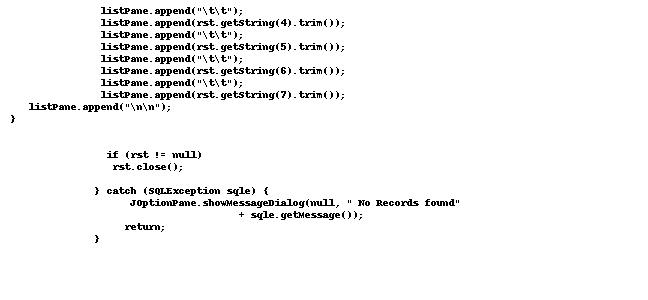 listPane.append("\t\t");
listPane.append(rst.getString(4).trim());
listPane.append("\t\t");
listPane.append(rst.getString(5).trim());
listPane.append("\t\t");
listPane.append(rst.getString(6).trim());
listPane.append("\t\t");
listPane.append(rst.getString(7).trim());
listPane.append("\n\n");
}
if (rst != null)
rst.close();
} catch (SQLException sqle) {
JOptionPane.showMessageDialog(null, " No Records found"
+ sqle.getMessage());
return;
}